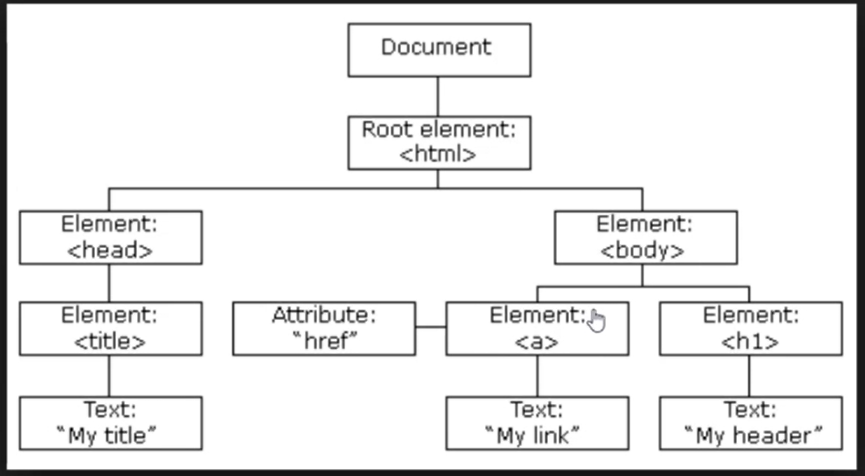 Document
Root element:
<html>
Element:
<head>
Element:
<body>
Element:
<title>
Attribute:
“href”
Element:
<a>
Element:
<h1>
Text:
“My title”
Text:
“My link”
Text:
“My header”